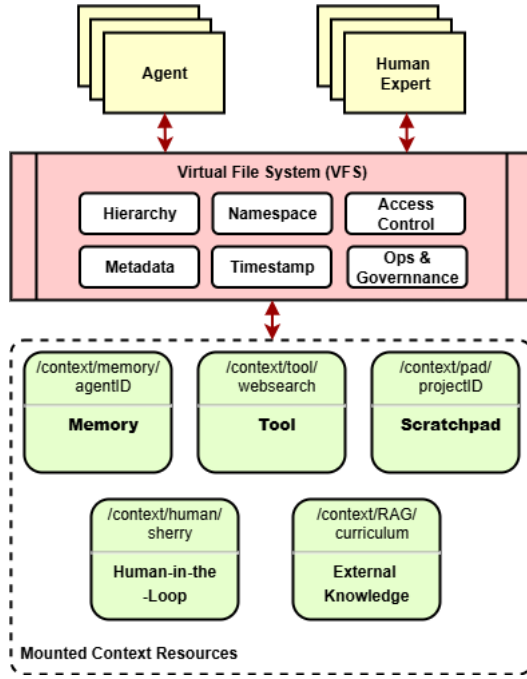 Agent
Human
Expert
Virtual File System (VFS)
Hierarchy
Namespace
Access
Control
Metadata
Timestamp
Ops &
Governnance
/context/memory/
agentID
Memory
/context/tool/
websearch
Tool
/context/pad/
projectID
Scratchpad
/context/human/
sherry
Human-in-the
-Loop
/context/RAG/
curriculum
External
Knowledge
Mounted Context Resources